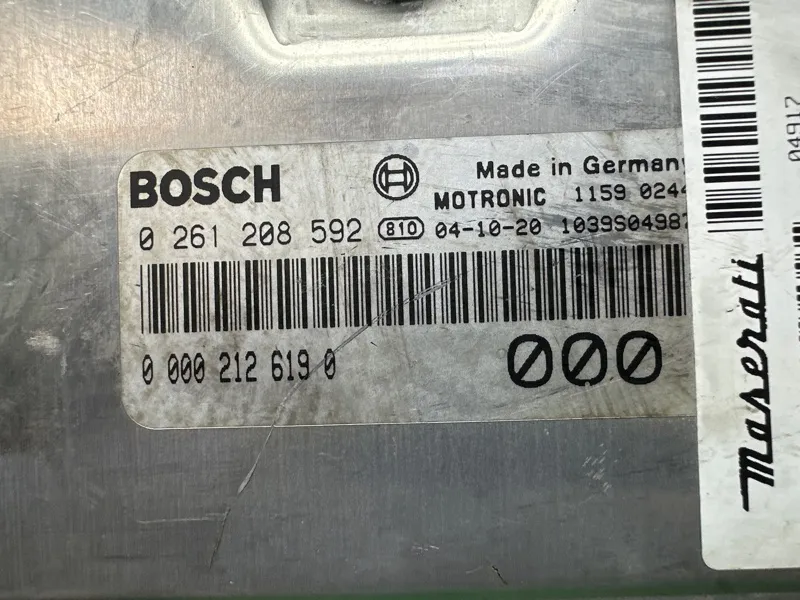 BOSCH
Made in Germany
MOTRONIC 1159 0244
0 261 208 592 810 04-10-20 1039S04987
0 000 212 619 0
000
04917
Maserati